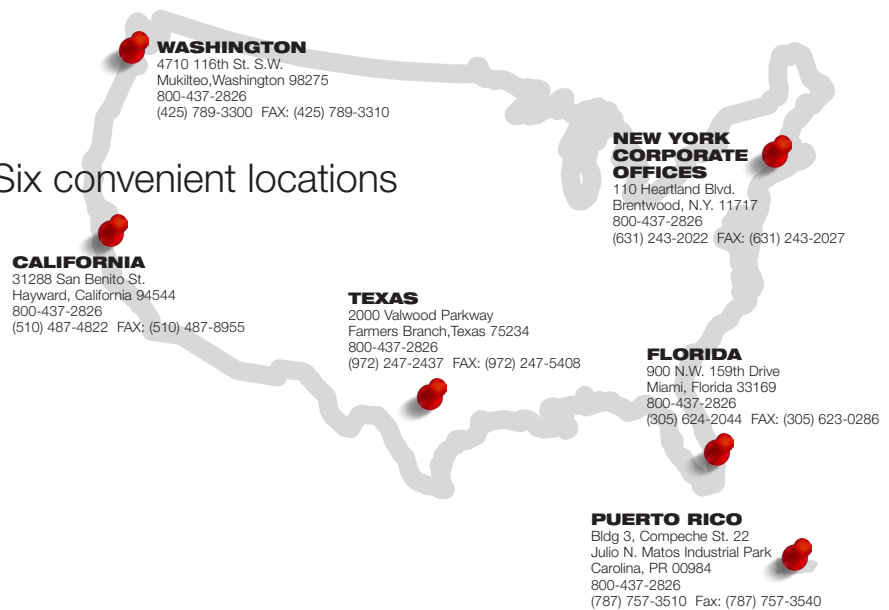 WASHINGTON
4710 116th St. S.W.
Mukilteo,Washington 98275
800-437-2826
(425) 789-3300 FAX: (425) 789-3310
Six convenient locations
NEW YORK
CORPORATE
OFFICES
110 Heartland Blvd.
Brentwood, N.Y. 11717
800-437-2826
(631) 243-2022 FAX: (631) 243-2027
CALIFORNIA
31288 San Benito St.
Hayward, California 94544
800-437-2826
(510) 487-4822 FAX: (510) 487-8955
TEXAS
2000 Valwood Parkway
Farmers Branch,Texas 75234
800-437-2826
(972) 247-2437 FAX: (972) 247-5408
FLORIDA
900 N.W. 159th Drive
Miami, Florida 33169
800-437-2826
(305) 624-2044 FAX: (305) 623-0286
PUERTO RICO
Bldg 3, Compeche St. 22
Julio N. Matos Industrial Park
Carolina, PR 00984
800-437-2826
(787) 757-3510 Fax: (787) 757-3540